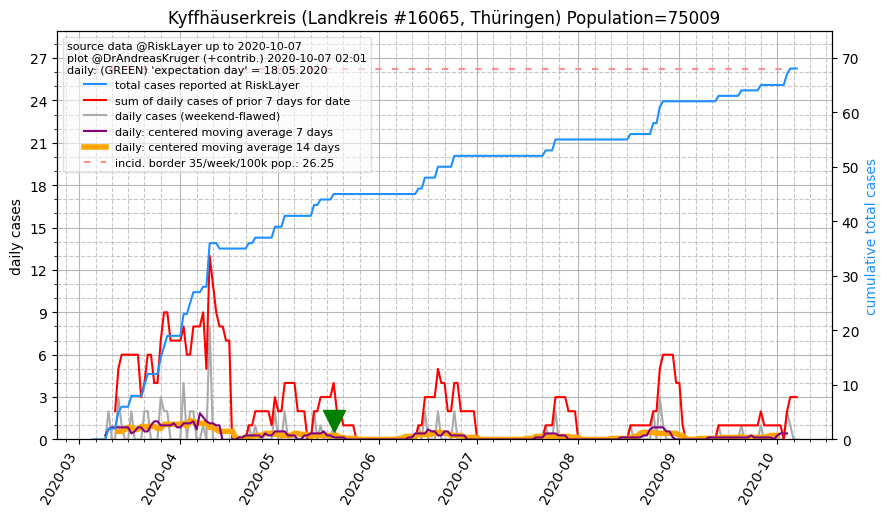 Kyffhäuserkreis (Landkreis #16065, Thüringen) Population=75009
source data @RiskLayer up to 2020-10-07
plot @DrAndreasKruger (+contrib.) 2020-10-07 02:01
daily: (GREEN) 'expectation day' = 18.05.2020
total cases reported at RiskLayer
sum of daily cases of prior 7 days for date
daily cases (weekend-flawed)
daily: centered moving average 7 days
daily: centered moving average 14 days
incid. border 35/week/100k pop.: 26.25
daily cases
27
24
21
18
15
12
9
6
3
0
cumulative total cases
70
60
50
40
30
20
10
0
2020-03
2020-04
2020-05
2020-06
2020-07
2020-08
2020-09
2020-10